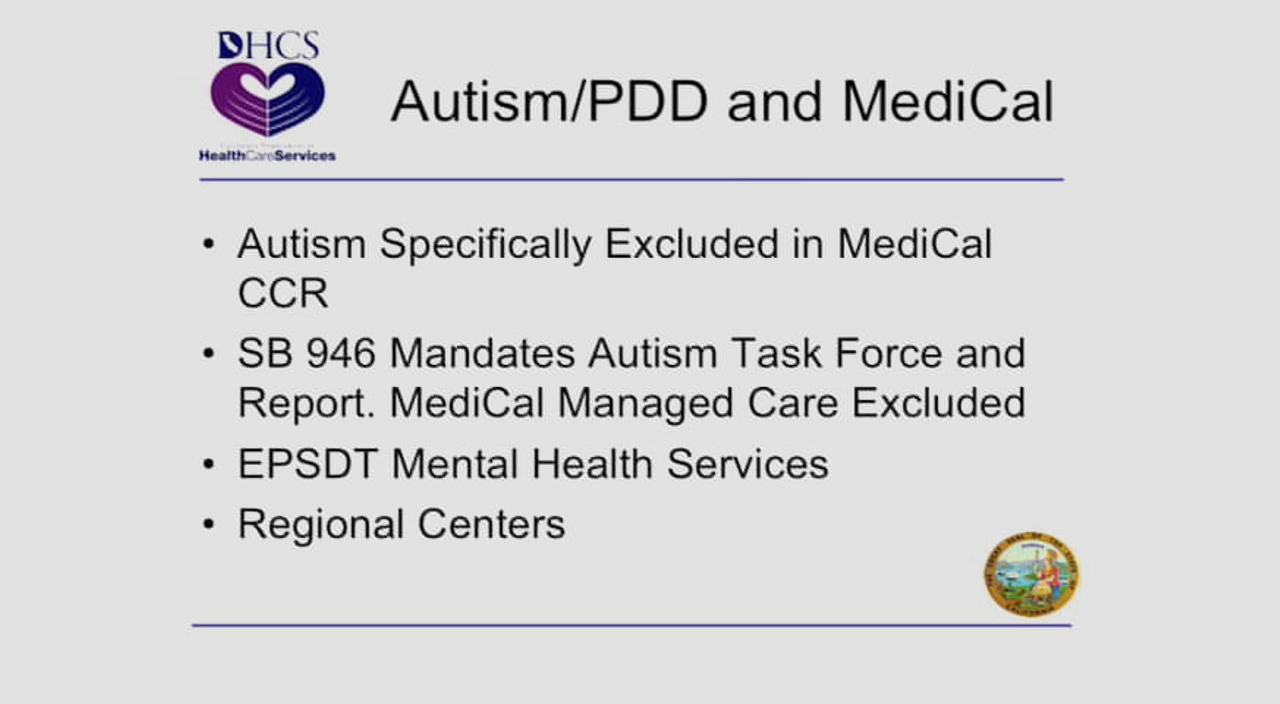 DHCS
Autism/PDD and MediCal
HealthCareServices
• Autism Specifically Excluded in MediCal
CCR
• SB 946 Mandates Autism Task Force and
Report. MediCal Managed Care Excluded
• EPSDT Mental Health Services
• Regional Centers
CALIFORNIA